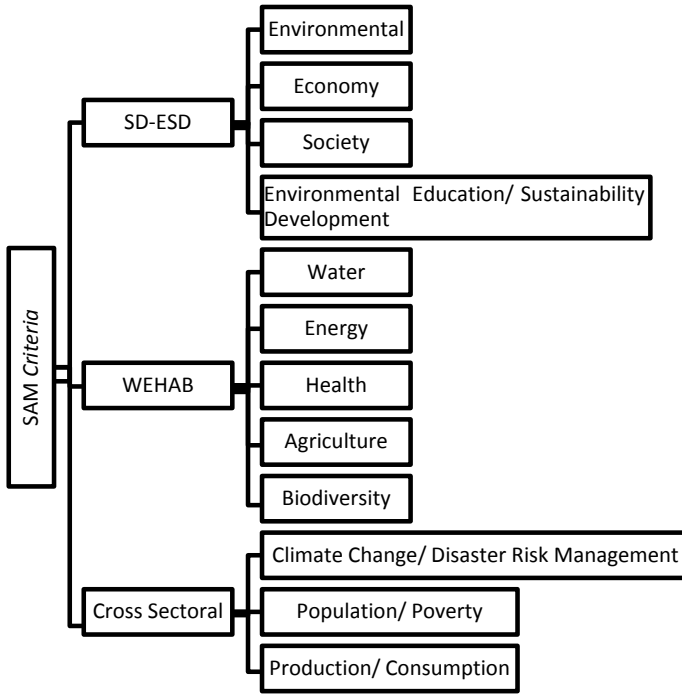 SAM Criteria
SD-ESD
Environmental
Economy
Society
Environmental Education/ Sustainability
Development
WEHAB
Water
Energy
Health
Agriculture
Biodiversity
Cross Sectoral
Climate Change/ Disaster Risk Management
Population/ Poverty
Production/ Consumption